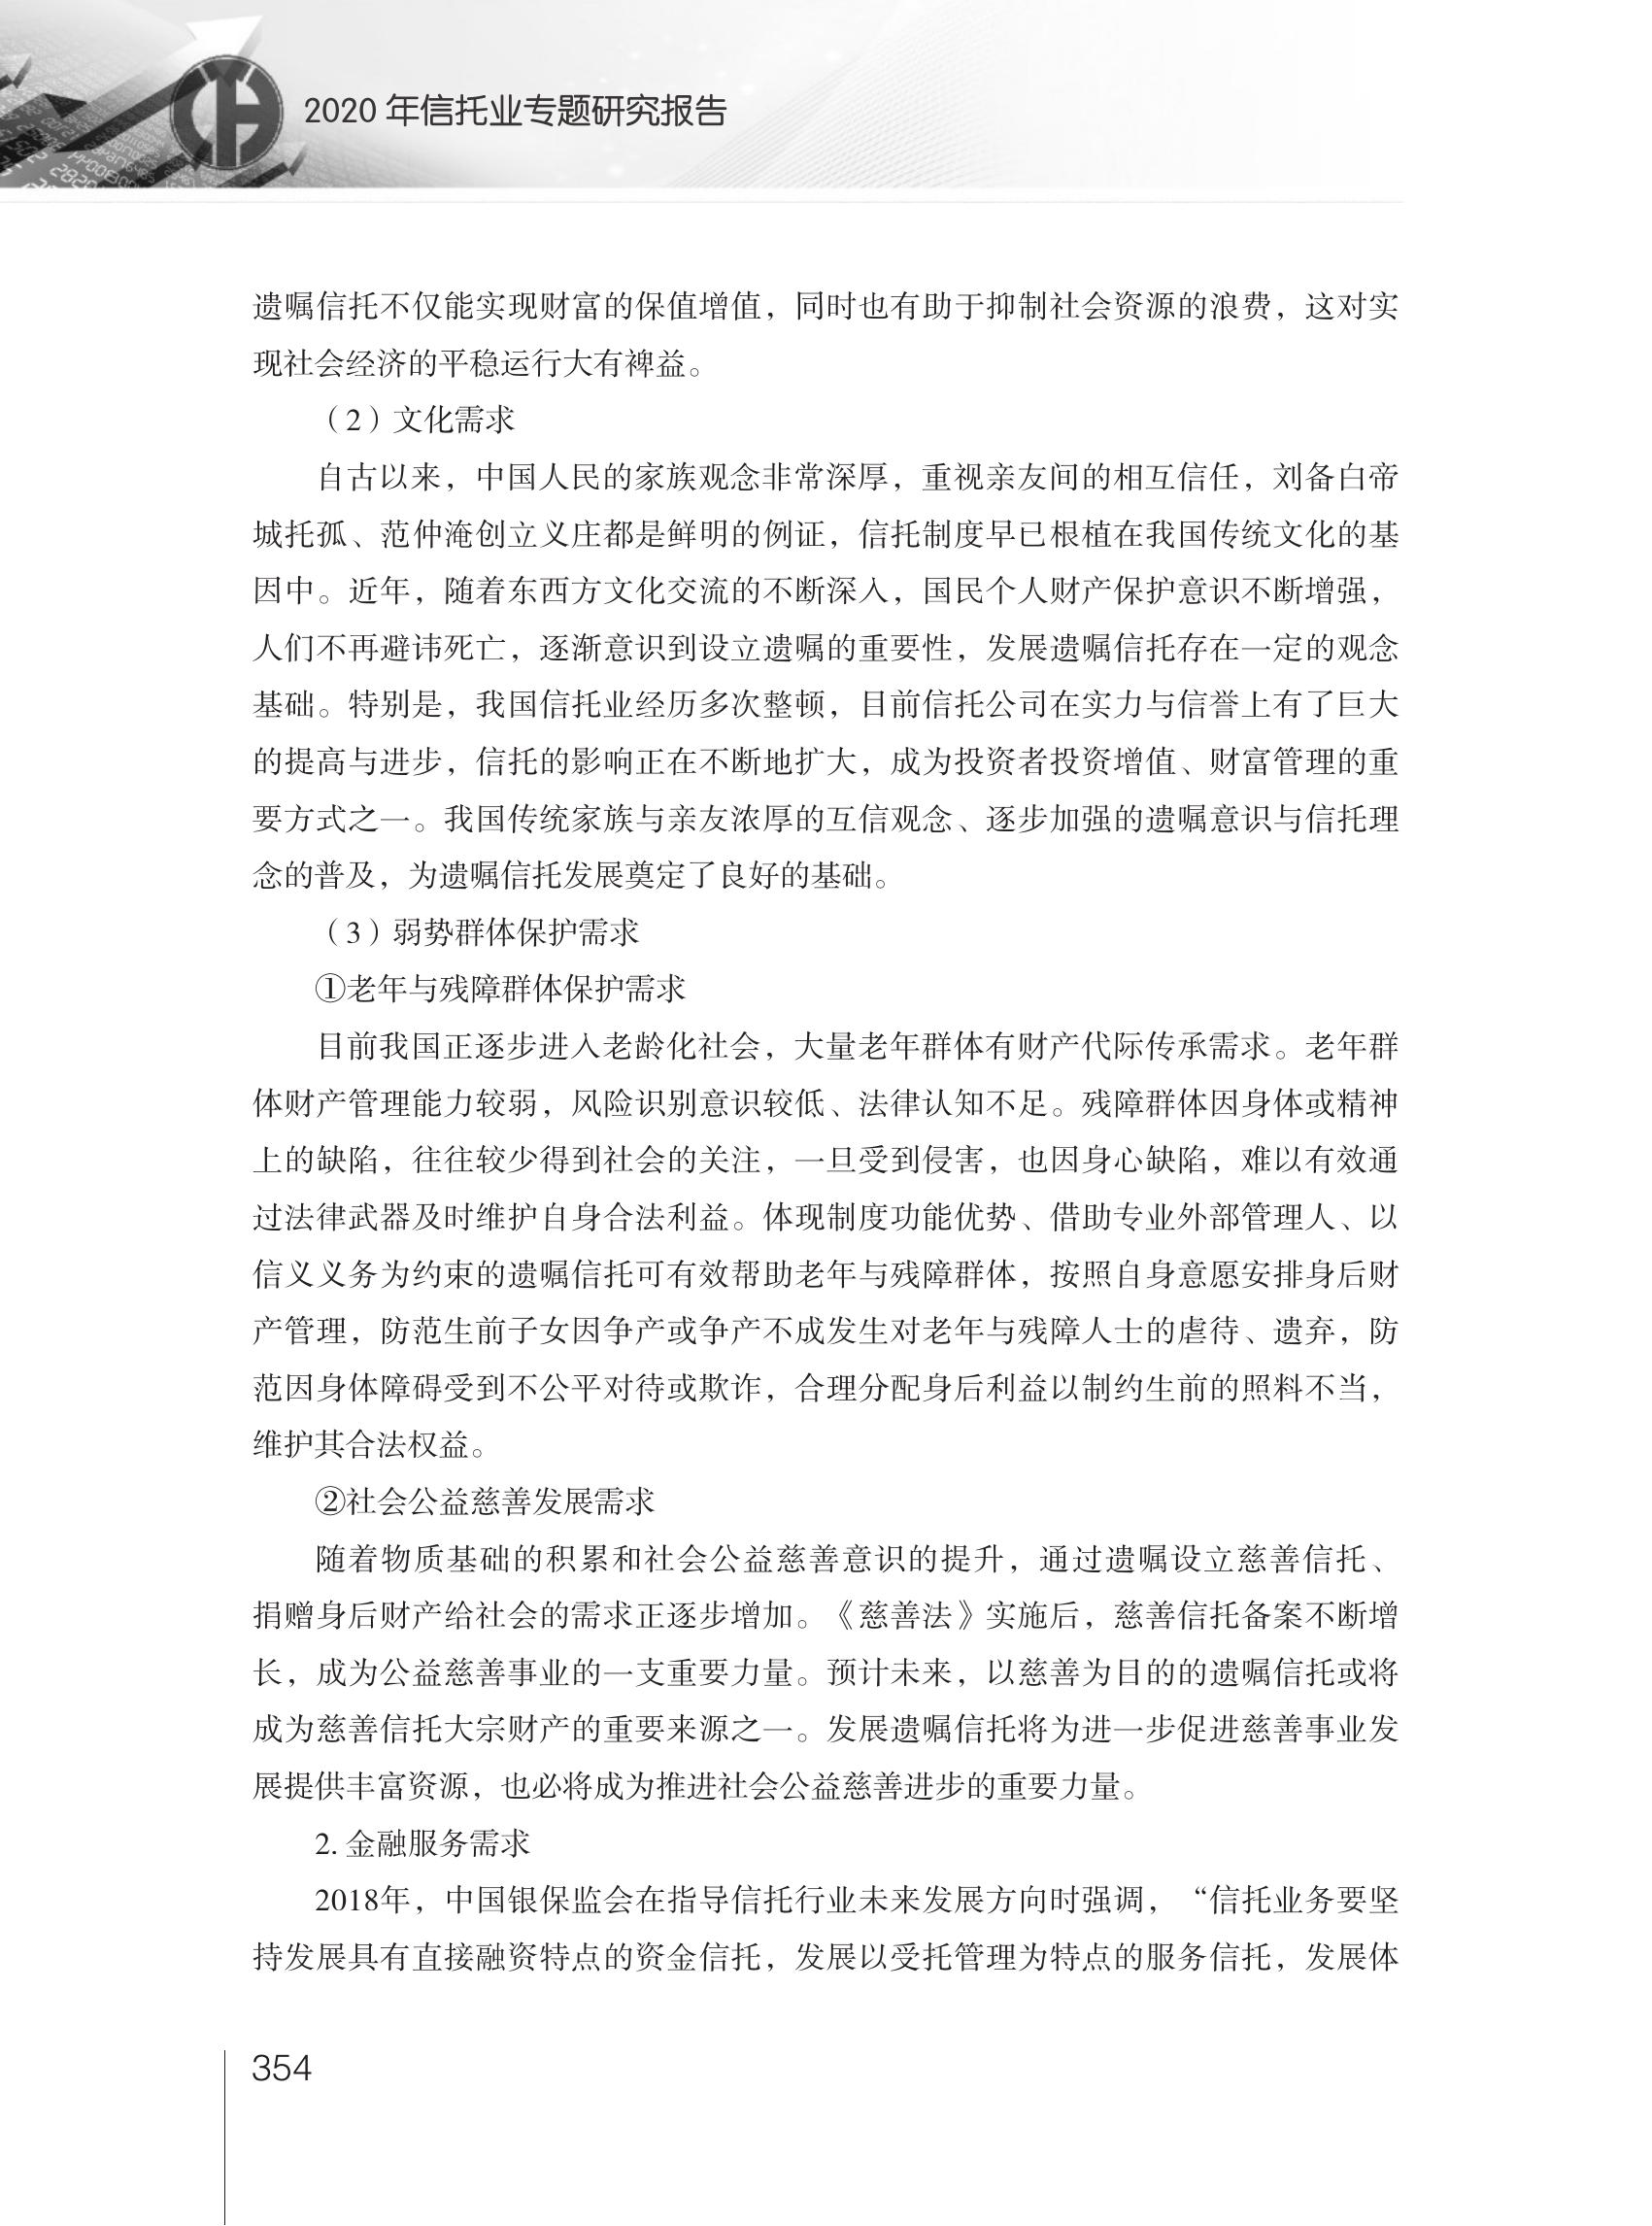 2020 年信托业专题研究报告
遗嘱信托不仅能实现财富的保值增值，同时也有助于抑制社会资源的浪费，这对实
现社会经济的平稳运行大有裨益。
（2）文化需求
自古以来，中国人民的家族观念非常深厚，重视亲友间的相互信任，刘备白帝
城托孤、范仲淹创立义庄都是鲜明的例证，信托制度早已根植在我国传统文化的基
因中。近年，随着东西方文化交流的不断深入，国民个人财产保护意识不断增强，
人们不再避讳死亡，逐渐意识到设立遗嘱的重要性，发展遗嘱信托存在一定的观念
基础。特别是，我国信托业经历多次整顿，目前信托公司在实力与信誉上有了巨大
的提高与进步，信托的影响正在不断地扩大，成为投资者投资增值、财富管理的重
要方式之一。我国传统家族与亲友浓厚的互信观念、逐步加强的遗嘱意识与信托理
念的普及，为遗嘱信托发展奠定了良好的基础。
（3）弱势群体保护需求
①老年与残障群体保护需求
目前我国正逐步进入老龄化社会，大量老年群体有财产代际传承需求。老年群
体财产管理能力较弱，风险识别意识较低、法律认知不足。残障群体因身体或精神
上的缺陷，往往较少得到社会的关注，一旦受到侵害，也因身心缺陷，难以有效通
过法律武器及时维护自身合法利益。体现制度功能优势、借助专业外部管理人、以
信义义务为约束的遗嘱信托可有效帮助老年与残障群体，按照自身意愿安排身后财
产管理，防范生前子女因争产或争产不成发生对老年与残障人士的虐待、遗弃，防
范因身体障碍受到不公平对待或欺诈，合理分配身后利益以制约生前的照料不当，
维护其合法权益。
②社会公益慈善发展需求
随着物质基础的积累和社会公益慈善意识的提升，通过遗嘱设立慈善信托、
捐赠身后财产给社会的需求正逐步增加。《慈善法》实施后，慈善信托备案不断增
长，成为公益慈善事业的一支重要力量。预计未来，以慈善为目的的遗嘱信托或将
成为慈善信托大宗财产的重要来源之一。发展遗嘱信托将为进一步促进慈善事业发
展提供丰富资源，也必将成为推进社会公益慈善进步的重要力量。
2. 金融服务需求
2018年，中国银保监会在指导信托行业未来发展方向时强调，“信托业务要坚
持发展具有直接融资特点的资金信托，发展以受托管理为特点的服务信托，发展体
354